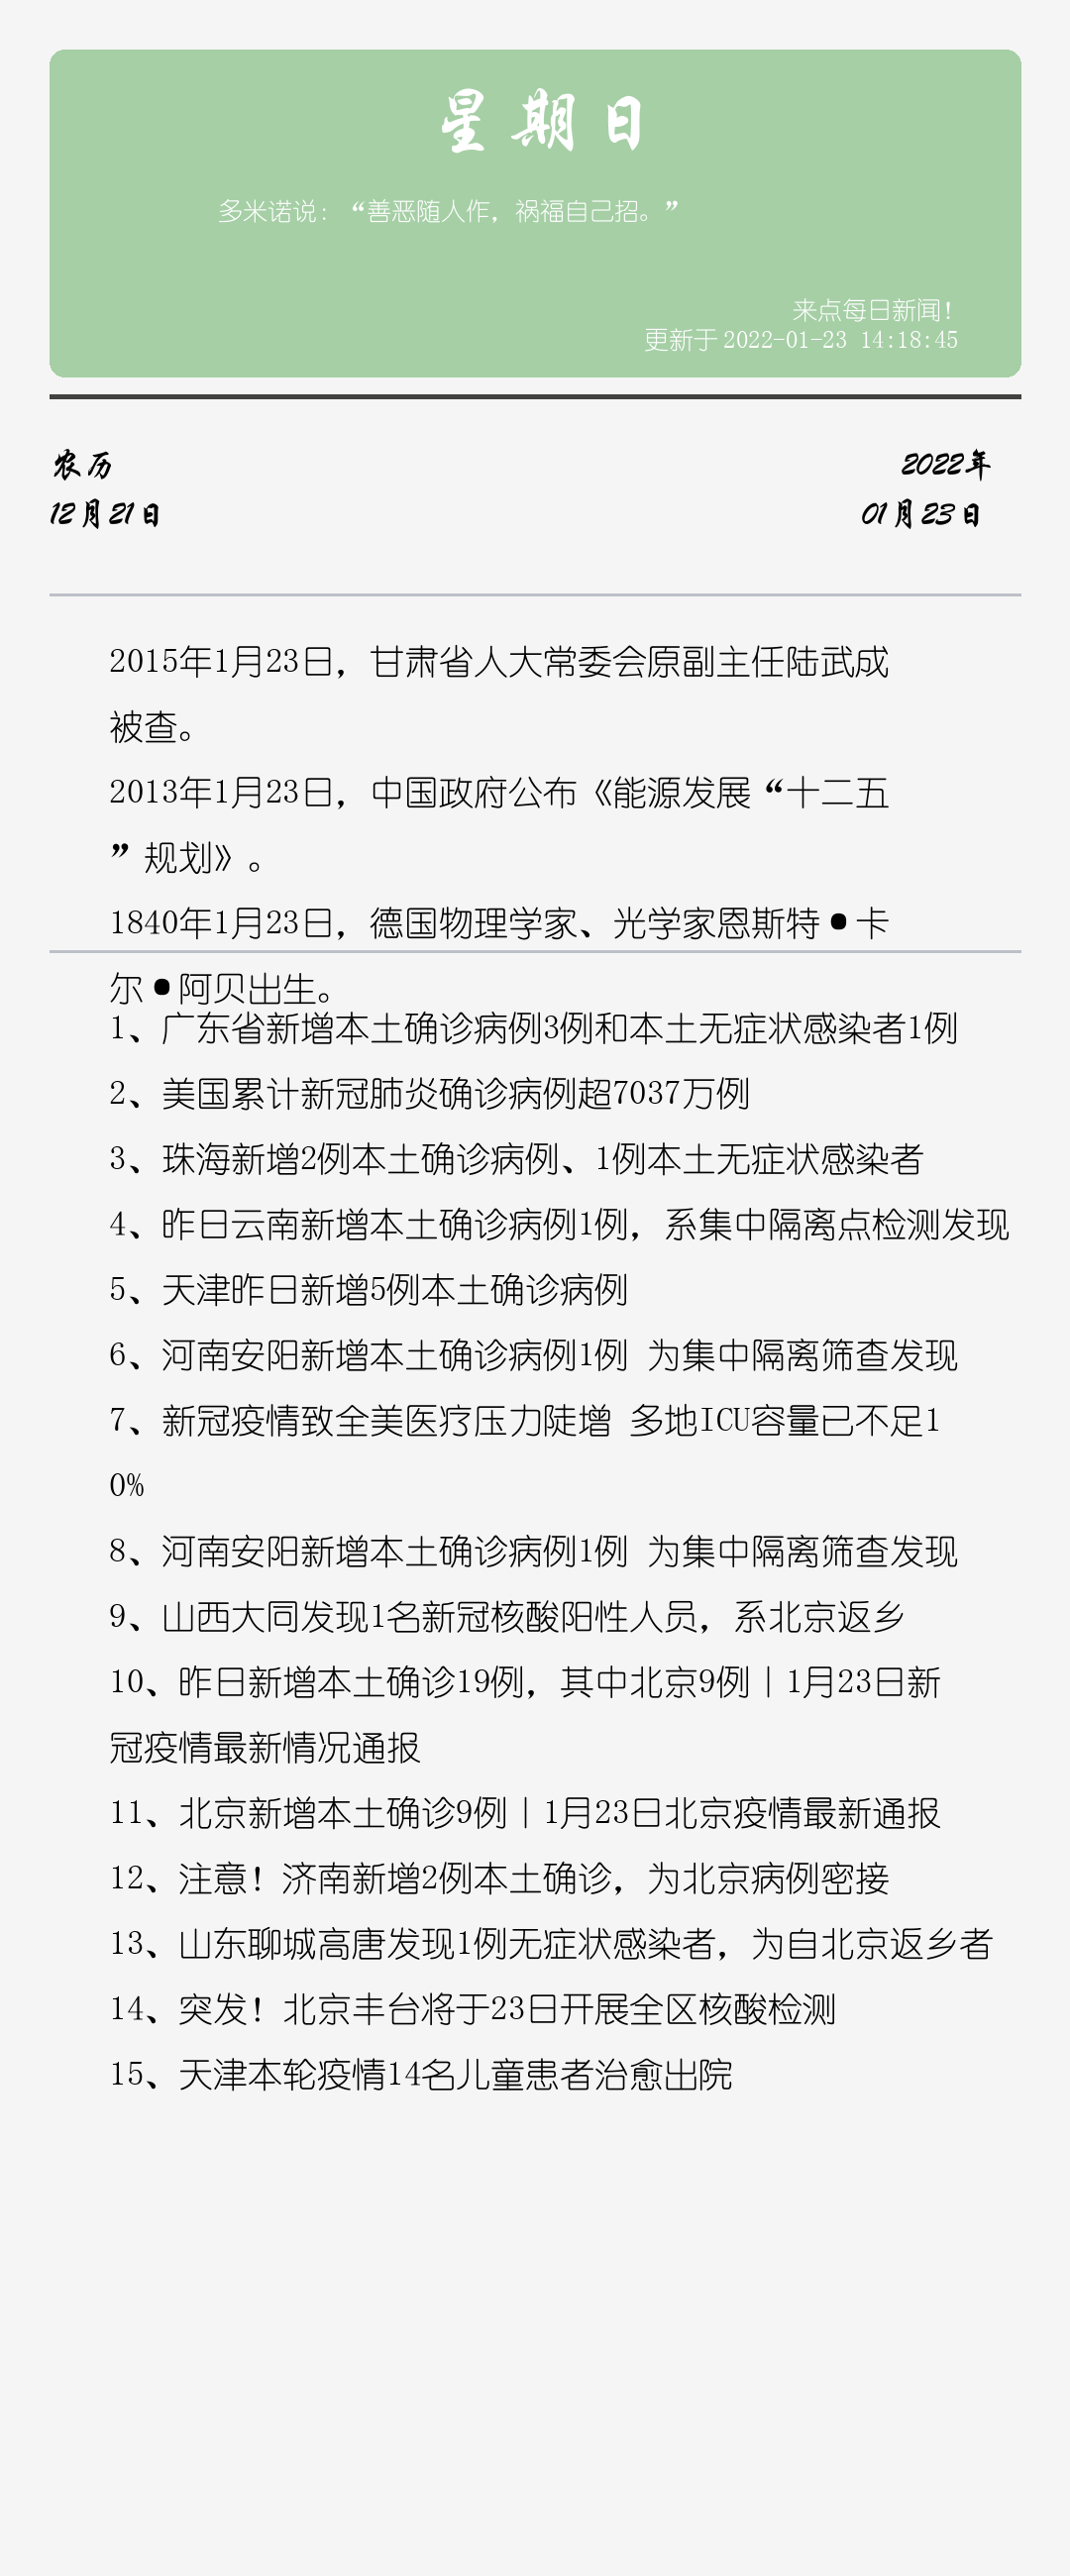 星期日
多米诺说：“善恶随人作，祸福自己招。”
来点每日新闻！
更新于 2022-01-23 14:18:45
农历
2022年
12月21日
01月23日
2015年1月23日，甘肃省人大常委会原副主任陆武成
被查。
2013年1月23日，中国政府公布《能源发展“十二五
”规划》。
1840年1月23日，德国物理学家、光学家恩斯特•卡
尔•阿贝出生。
1、广东省新增本土确诊病例3例和本土无症状感染者1例
2、美国累计新冠肺炎确诊病例超7037万例
3、珠海新增2例本土确诊病例、1例本土无症状感染者
4、昨日云南新增本土确诊病例1例，系集中隔离点检测发现
5、天津昨日新增5例本土确诊病例
6、河南安阳新增本土确诊病例1例 为集中隔离筛查发现
7、新冠疫情致全美医疗压力陡增 多地ICU容量已不足1
0%
8、河南安阳新增本土确诊病例1例 为集中隔离筛查发现
9、山西大同发现1名新冠核酸阳性人员，系北京返乡
10、昨日新增本土确诊19例，其中北京9例｜1月23日新
冠疫情最新情况通报
11、北京新增本土确诊9例｜1月23日北京疫情最新通报
12、注意！济南新增2例本土确诊，为北京病例密接
13、山东聊城高唐发现1例无症状感染者，为自北京返乡者
14、突发！北京丰台将于23日开展全区核酸检测
15、天津本轮疫情14名儿童患者治愈出院